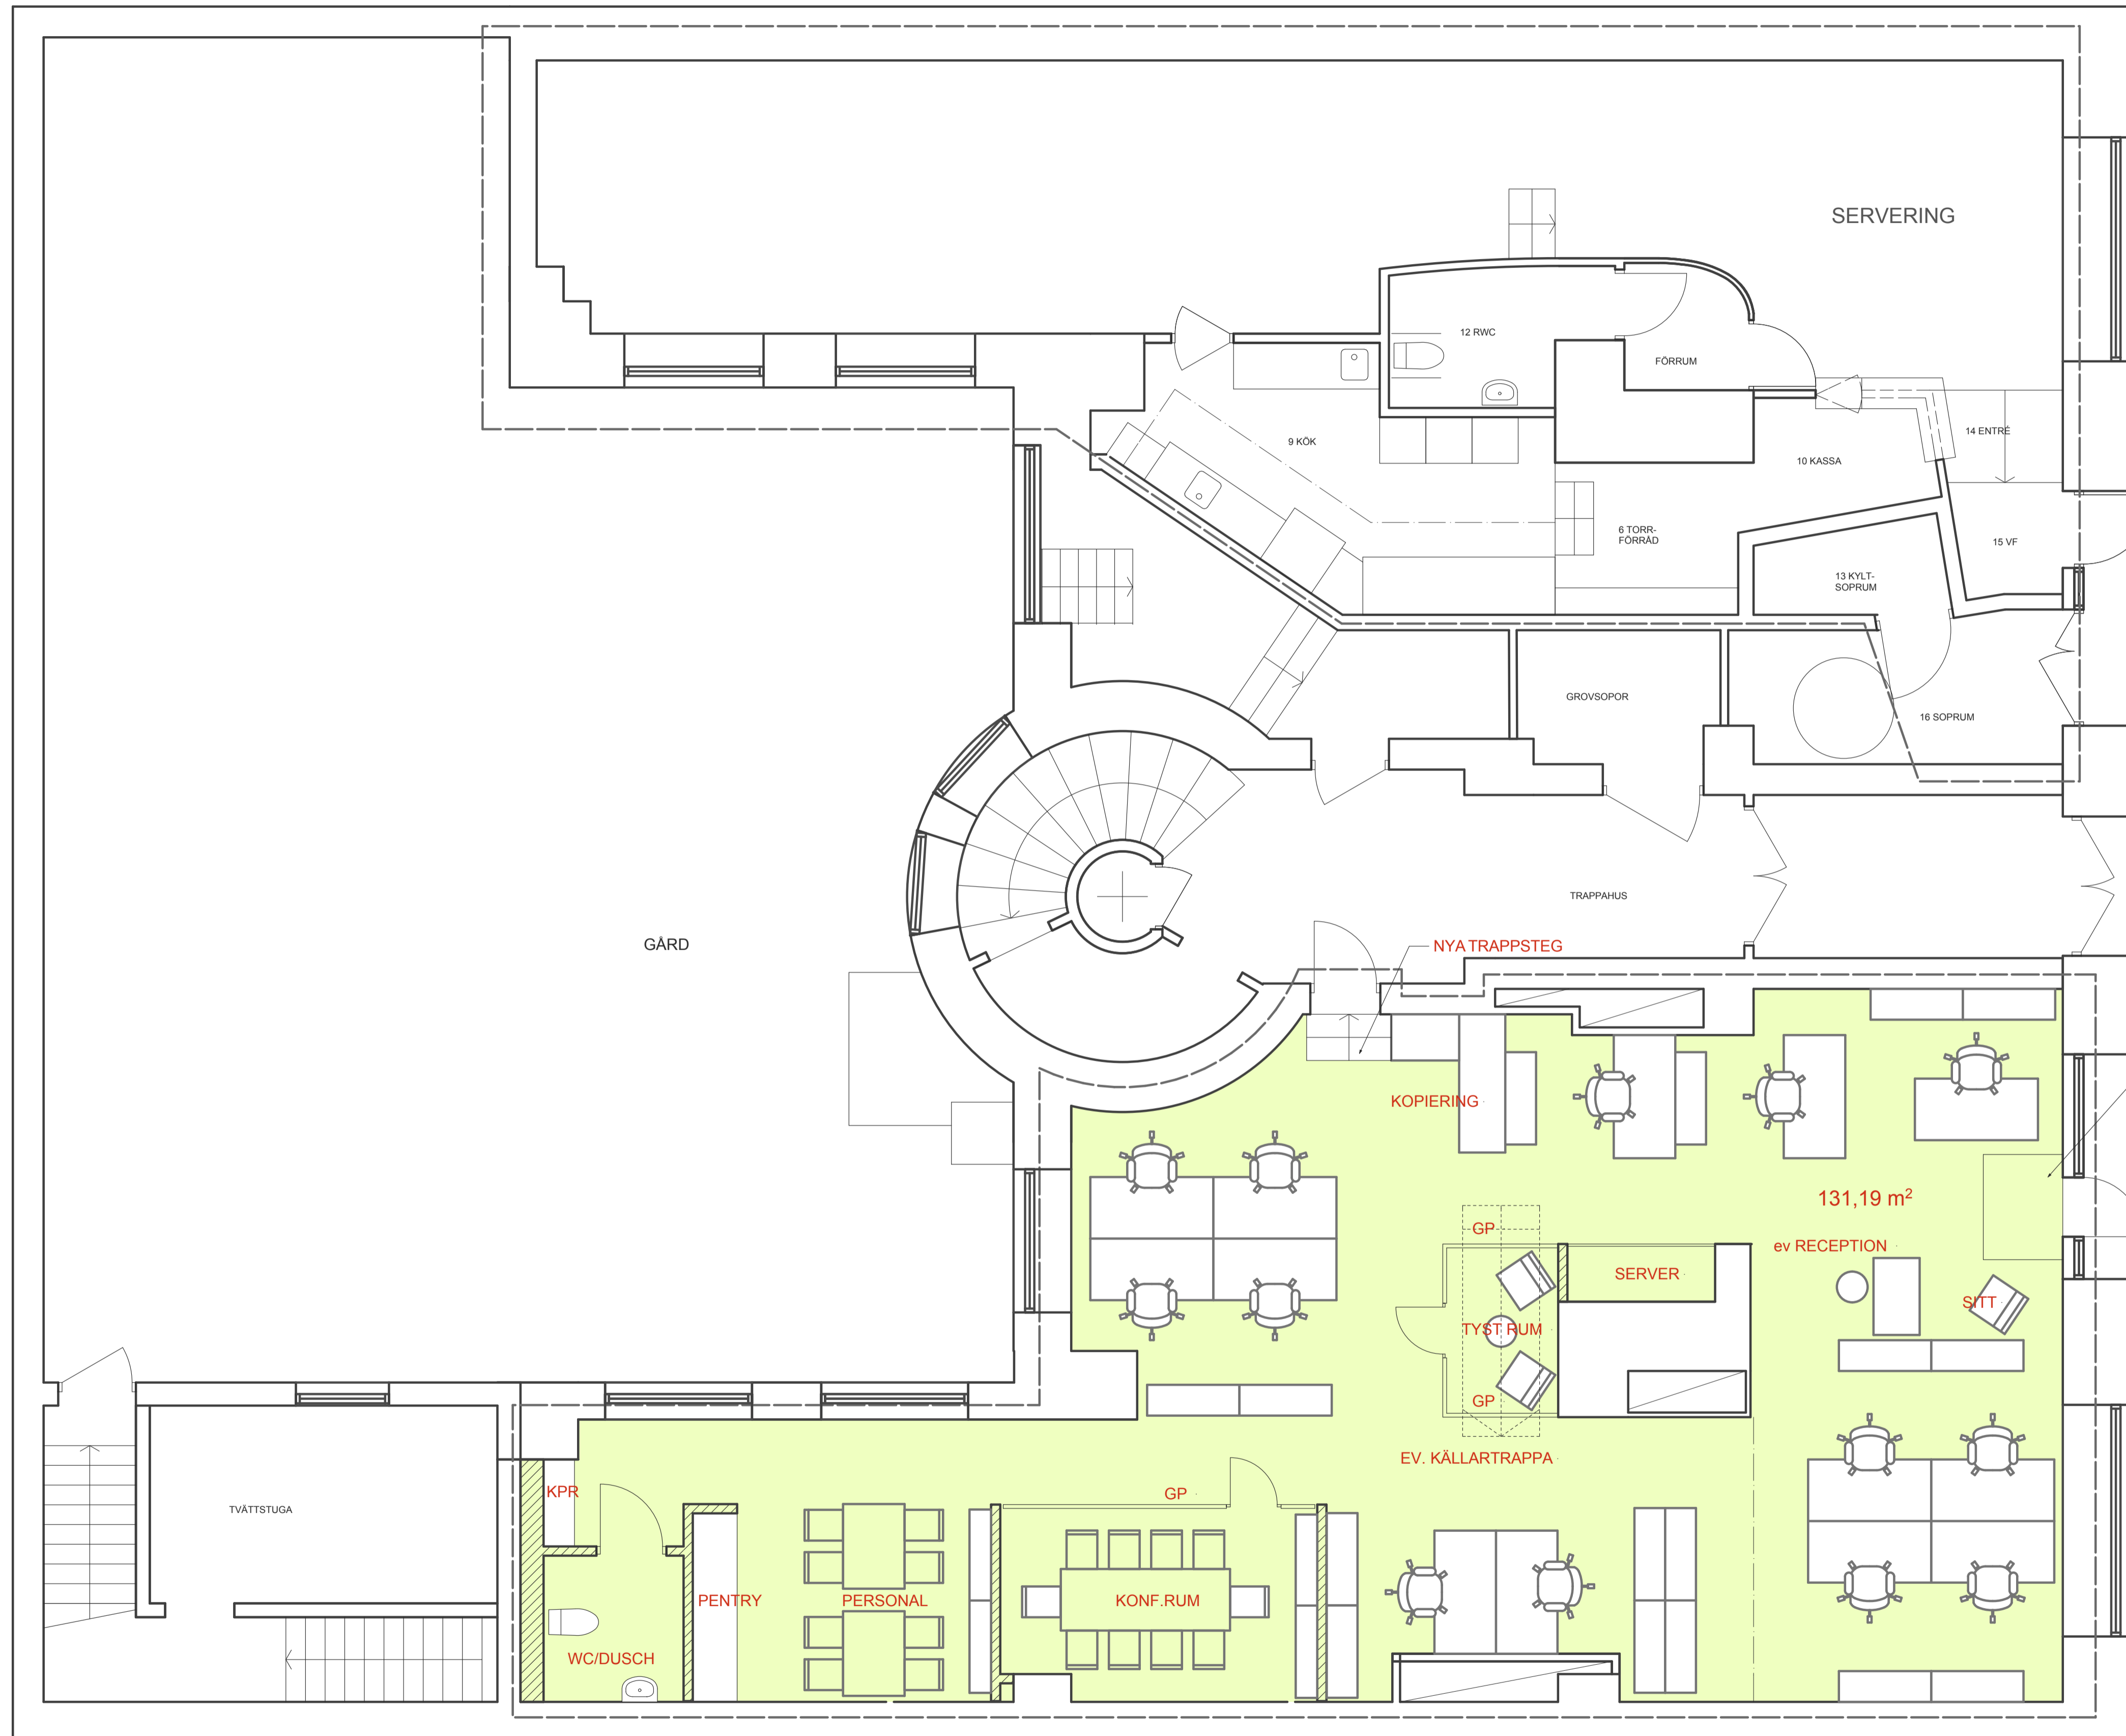 SERVERING
12 RWC
FÖRRUM
9 KÖK
14 ENTRÉ
10 KASSA
6 TORR-
FÖRRÅD
15 VF
13 KYLT-
SOPRUM
GROVSOPOR
16 SOPRUM
TRAPPAHUS
GÅRD
NYA TRAPPSTEG
KOPIERING
131,19 m²
GP
ev RECEPTION
SERVER
SITT
TYST RUM
GP
EV. KÄLLARTRAPPA
KPR
GP
TVÄTTSTUGA
PENTRY
PERSONAL
KONF.RUM
WC/DUSCH